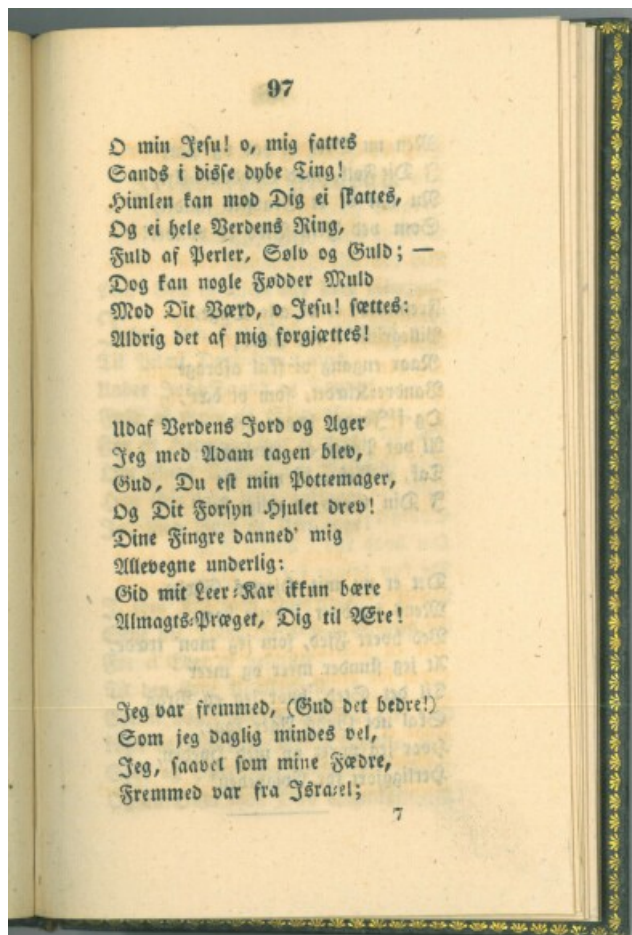 97
O min Jesu! o, mig fattes
Sands i disse dybe Ting!
Himlen kan mod Dig ei skattes,
Og ei hele Verdens Ring,
Fuld af Perler, Sølv og Guld; —
Dog kan nogle Fødder Muld
Mod Dit Værd, o Jesu! sættes:
Aldrig det af mig forgjættes!
Udaf Verdens Jord og Ager
Jeg med Adam tagen blev,
Gud, Du est min Pottemager,
Og Dit Forsyn Hjulet drev!
Dine Fingre danned' mig
Allevegne underlig:
Gid mit Leer-Kar ikkun bære
Almagts-Præget, Dig til Ære!
Jeg var fremmed, (Gud det bedre!)
Som jeg daglig mindes vel,
Jeg, saavel som mine Fædre,
Fremmed var fra Isra-el;
7